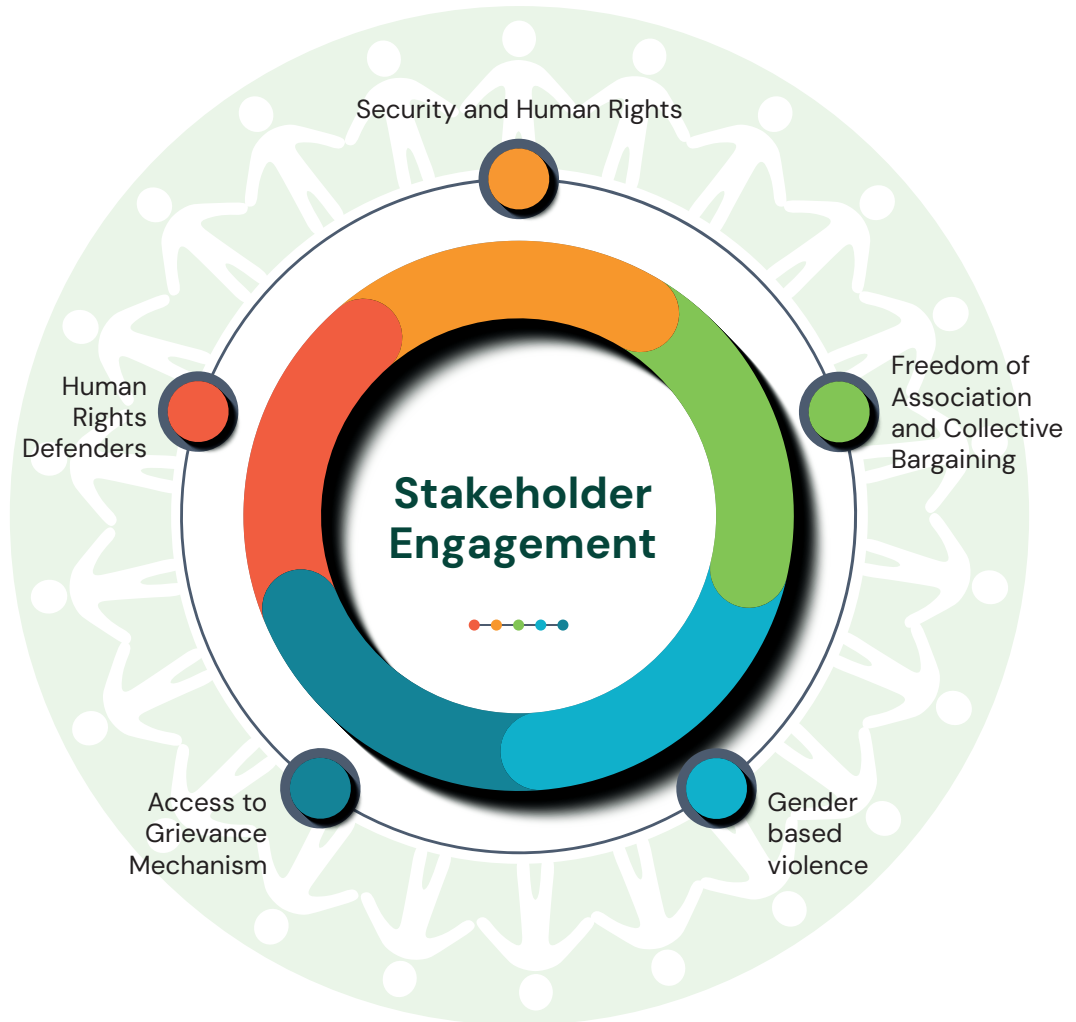 Security and Human Rights
Human
Rights
Defenders
Freedom of
Association
and Collective
Bargaining
Stakeholder
Engagement
Access to
Grievance
Mechanism
Gender
based
violence